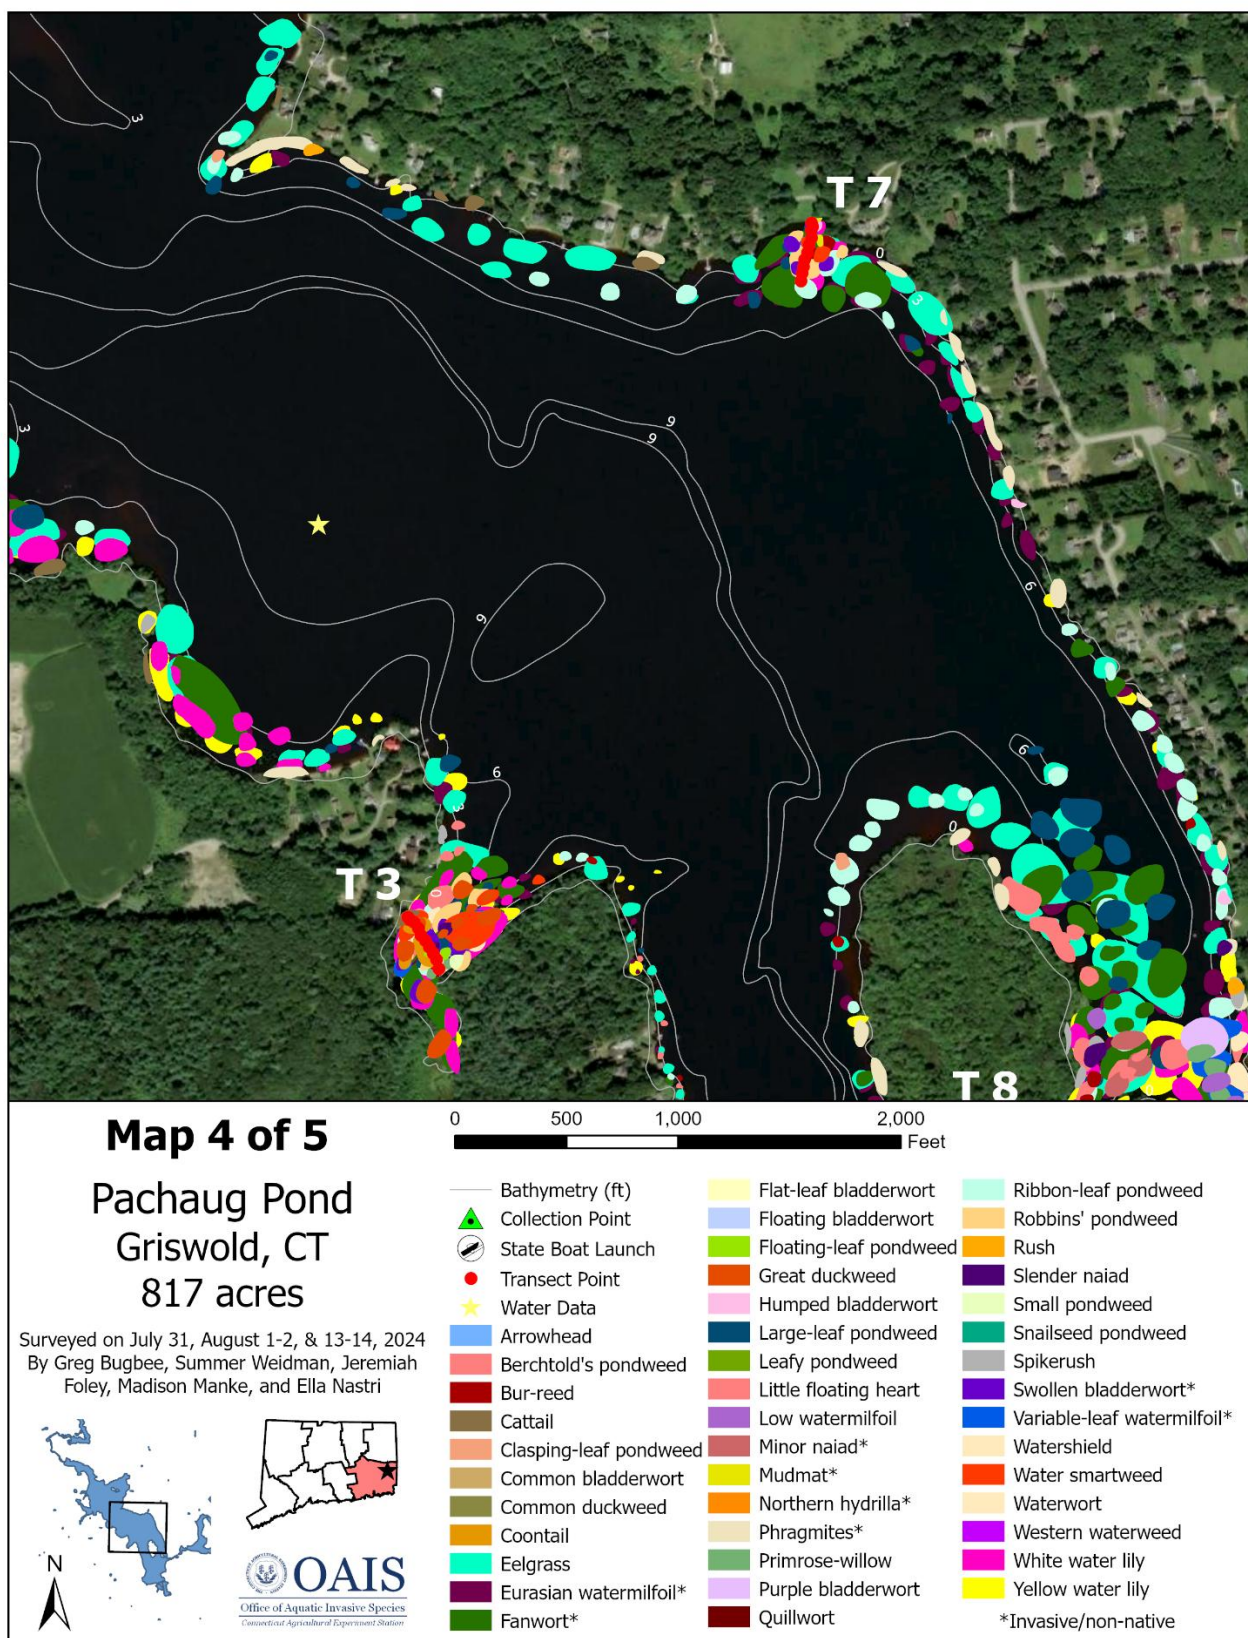 3
T 7
0
3
9
6
3
6
6
6
6
3
0
T 3
0
T 8
Map 4 of 5
Pachaug Pond
Griswold, CT
817 acres
Surveyed on July 31, August 1-2, & 13-14, 2024
By Greg Bugbee, Summer Weidman, Jeremiah
Foley, Madison Manke, and Ella Nastri
N
OAIS
Office of Aquatic Invasive Species
Connecticut Agricultural Experiment Station
0 500 1,000 2,000
Feet
Bathymetry (ft)
Collection Point
State Boat Launch
Transect Point
Water Data
Arrowhead
Berchtold's pondweed
Bur-reed
Cattail
Clasping-leaf pondweed
Common bladderwort
Common duckweed
Coontail
Eelgrass
Eurasian watermilfoil*
Fanwort*
Flat-leaf bladderwort
Floating bladderwort
Floating-leaf pondweed
Great duckweed
Humped bladderwort
Large-leaf pondweed
Leafy pondweed
Little floating heart
Low watermilfoil
Minor naiad*
Mudmat*
Northern hydrilla*
Phragmites*
Primrose-willow
Purple bladderwort
Quillwort
Ribbon-leaf pondweed
Robbins' pondweed
Rush
Slender naiad
Small pondweed
Snailseed pondweed
Spikerush
Swollen bladderwort*
Variable-leaf watermilfoil*
Watershield
Water smartweed
Waterwort
Western waterweed
White water lily
Yellow water lily
*Invasive/non-native